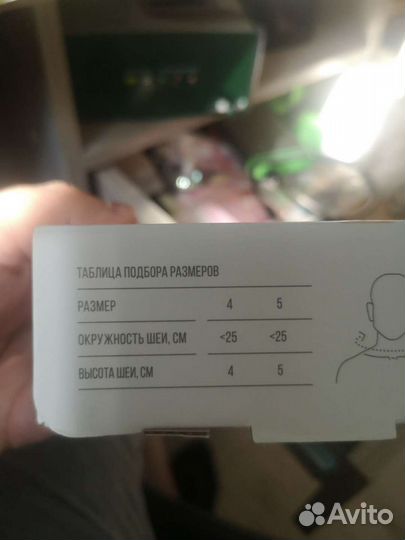 ТАБЛИЦА ПОДБОРА РАЗМЕРОВ
РАЗМЕР 4 5
ОКРУЖНОСТЬ ШЕИ, СМ <25 <25
ВЫСОТА ШЕИ, СМ 4 5
Avito